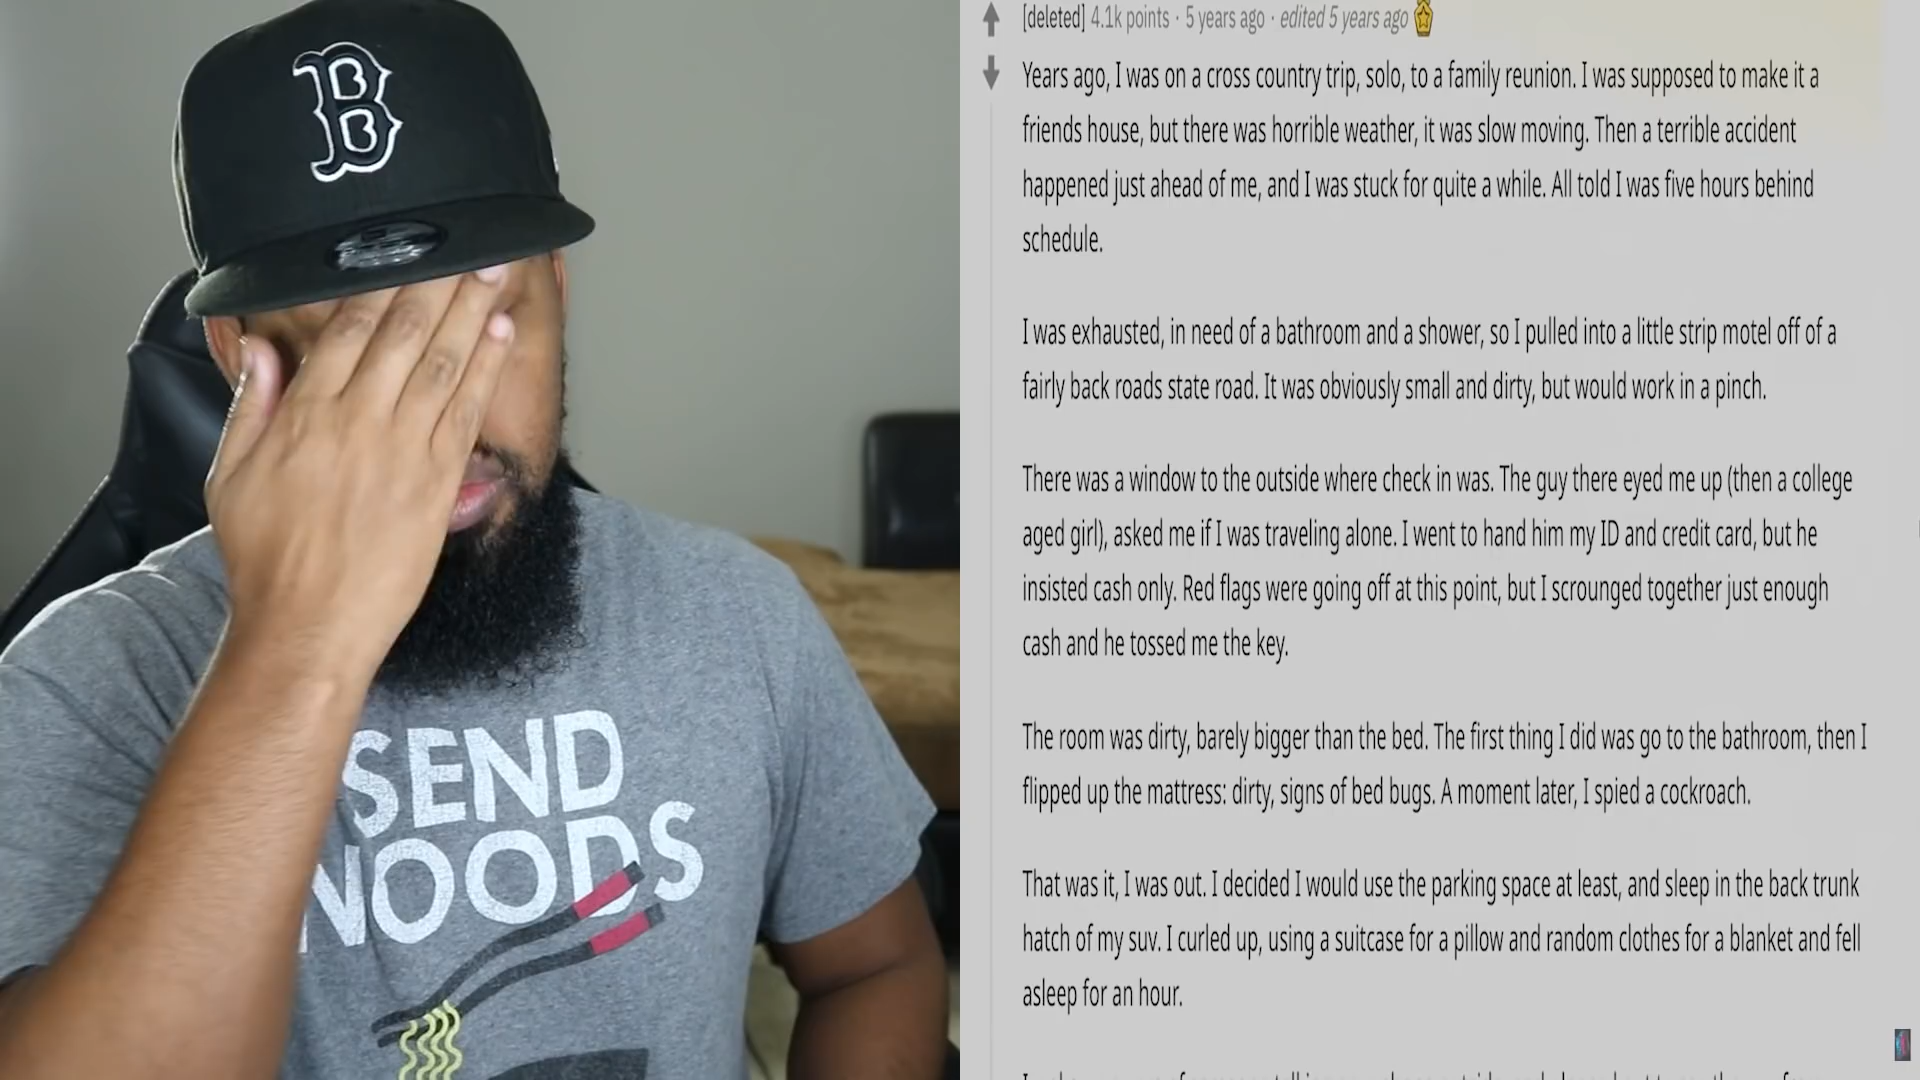 B
SEND
NOODS
[deleted] 4.1k points · 5 years ago · edited 5 years ago
Years ago, I was on a cross country trip, solo, to a family reunion. I was supposed to make it a
friends house, but there was horrible weather, it was slow moving. Then a terrible accident
happened just ahead of me, and I was stuck for quite a while. All told I was five hours behind
schedule.
I was exhausted, in need of a bathroom and a shower, so I pulled into a little strip motel off of a
fairly back roads state road. It was obviously small and dirty, but would work in a pinch.
There was a window to the outside where check in was. The guy there eyed me up (then a college
aged girl), asked me if I was traveling alone. I went to hand him my ID and credit card, but he
insisted cash only. Red flags were going off at this point, but I scrounged together just enough
cash and he tossed me the key.
The room was dirty, barely bigger than the bed. The first thing I did was go to the bathroom, then I
flipped up the mattress: dirty, signs of bed bugs. A moment later, I spied a cockroach.
That was it, I was out. I decided I would use the parking space at least, and sleep in the back trunk
hatch of my suv. I curled up, using a suitcase for a pillow and random clothes for a blanket and fell
asleep for an hour.